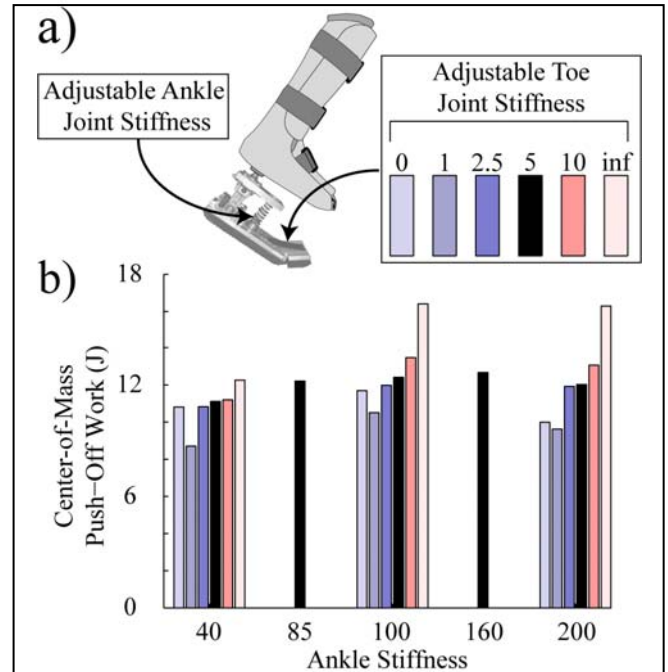 a)
Adjustable Ankle
Joint Stiffness
Adjustable Toe
Joint Stiffness
0 1 2.5 5 10 inf
b)
Center-of-Mass
Push−Off Work (J)
18
12
6
0
40 85 100 160 200
Ankle Stiffness